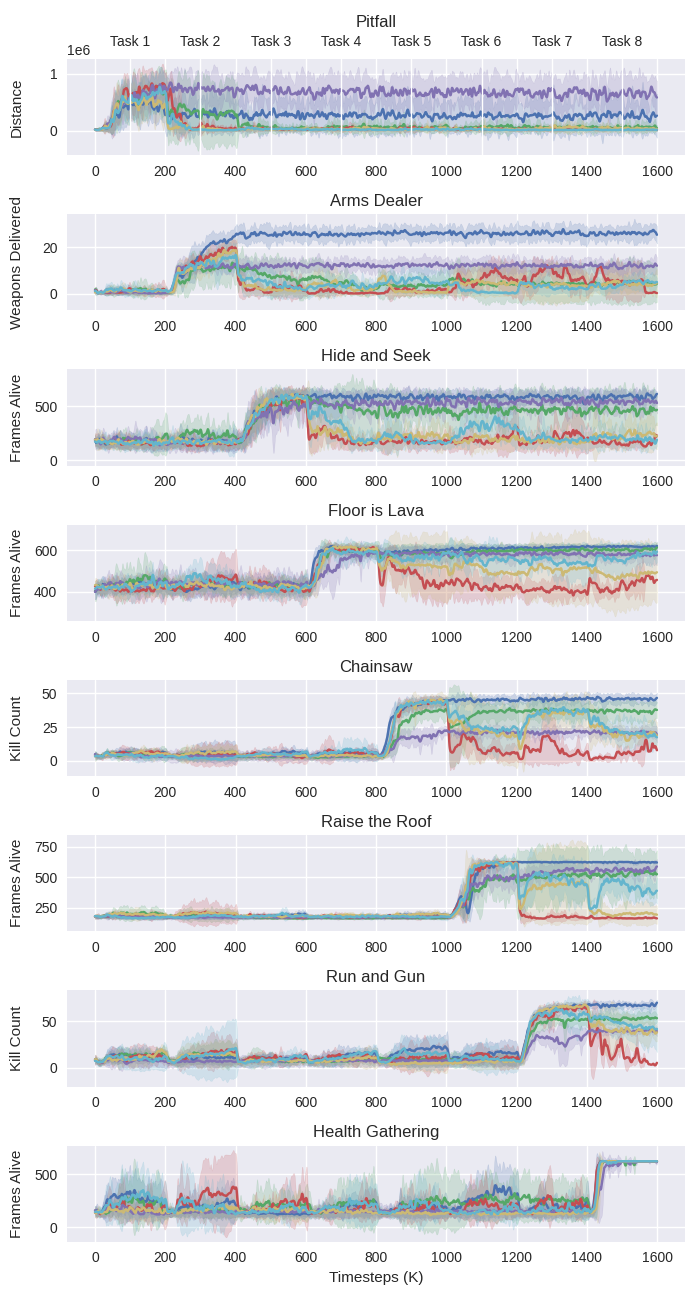 Pitfall
Task 1 Task 2 Task 3 Task 4 Task 5 Task 6 Task 7 Task 8
1e6
1
0
Distance
0 200 400 600 800 1000 1200 1400 1600
Arms Dealer
20
0
Weapons Delivered
0 200 400 600 800 1000 1200 1400 1600
Hide and Seek
500
0
Frames Alive
0 200 400 600 800 1000 1200 1400 1600
Floor is Lava
600
400
Frames Alive
0 200 400 600 800 1000 1200 1400 1600
Chainsaw
50
25
0
Kill Count
0 200 400 600 800 1000 1200 1400 1600
Raise the Roof
750
500
250
Frames Alive
0 200 400 600 800 1000 1200 1400 1600
Run and Gun
50
0
Kill Count
0 200 400 600 800 1000 1200 1400 1600
Health Gathering
500
0
Frames Alive
0 200 400 600 800 1000 1200 1400 1600
Timesteps (K)